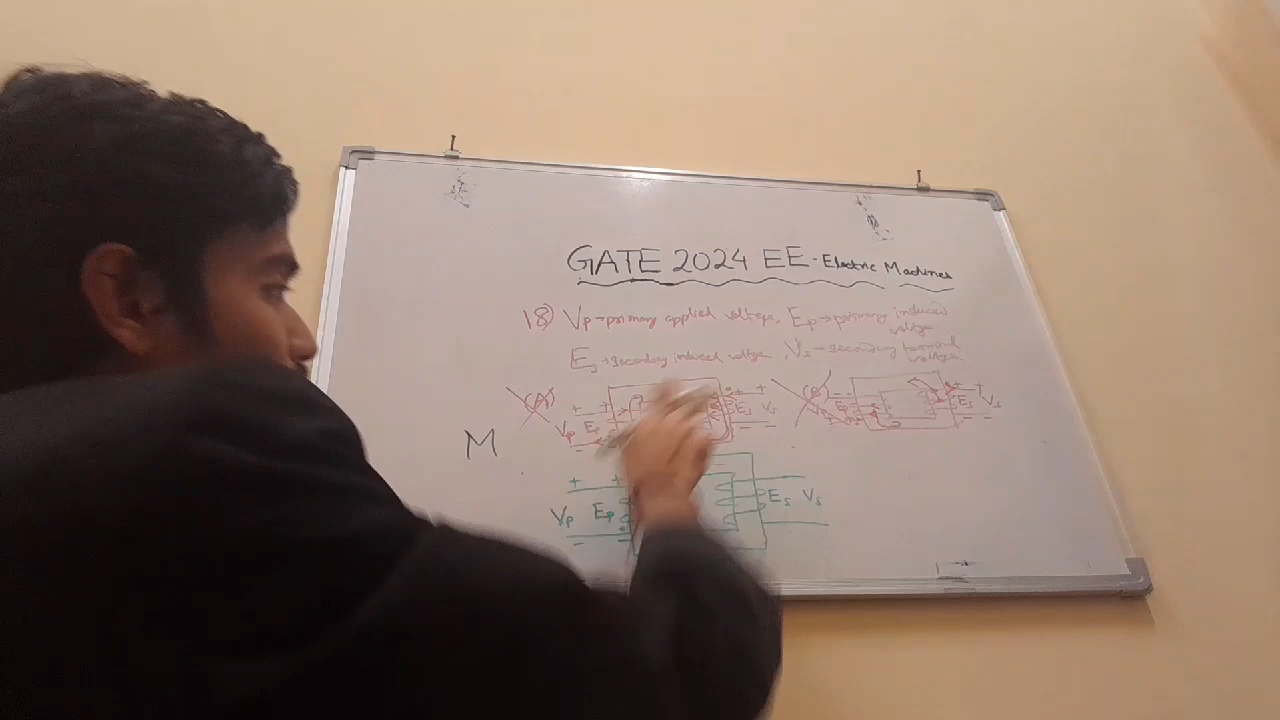 GATE 2024 EE - Electric Machines
18) Vp → primary applied voltage, Ep → primary induced voltage
Es → secondary induced voltage, Vs → secondary terminal voltage
(A) + + + +
Vp Ep Es Vs
- -
(B) - - + +
Ep Es Vs
- -
M
+ +
Vp Ep Es Vs
- -